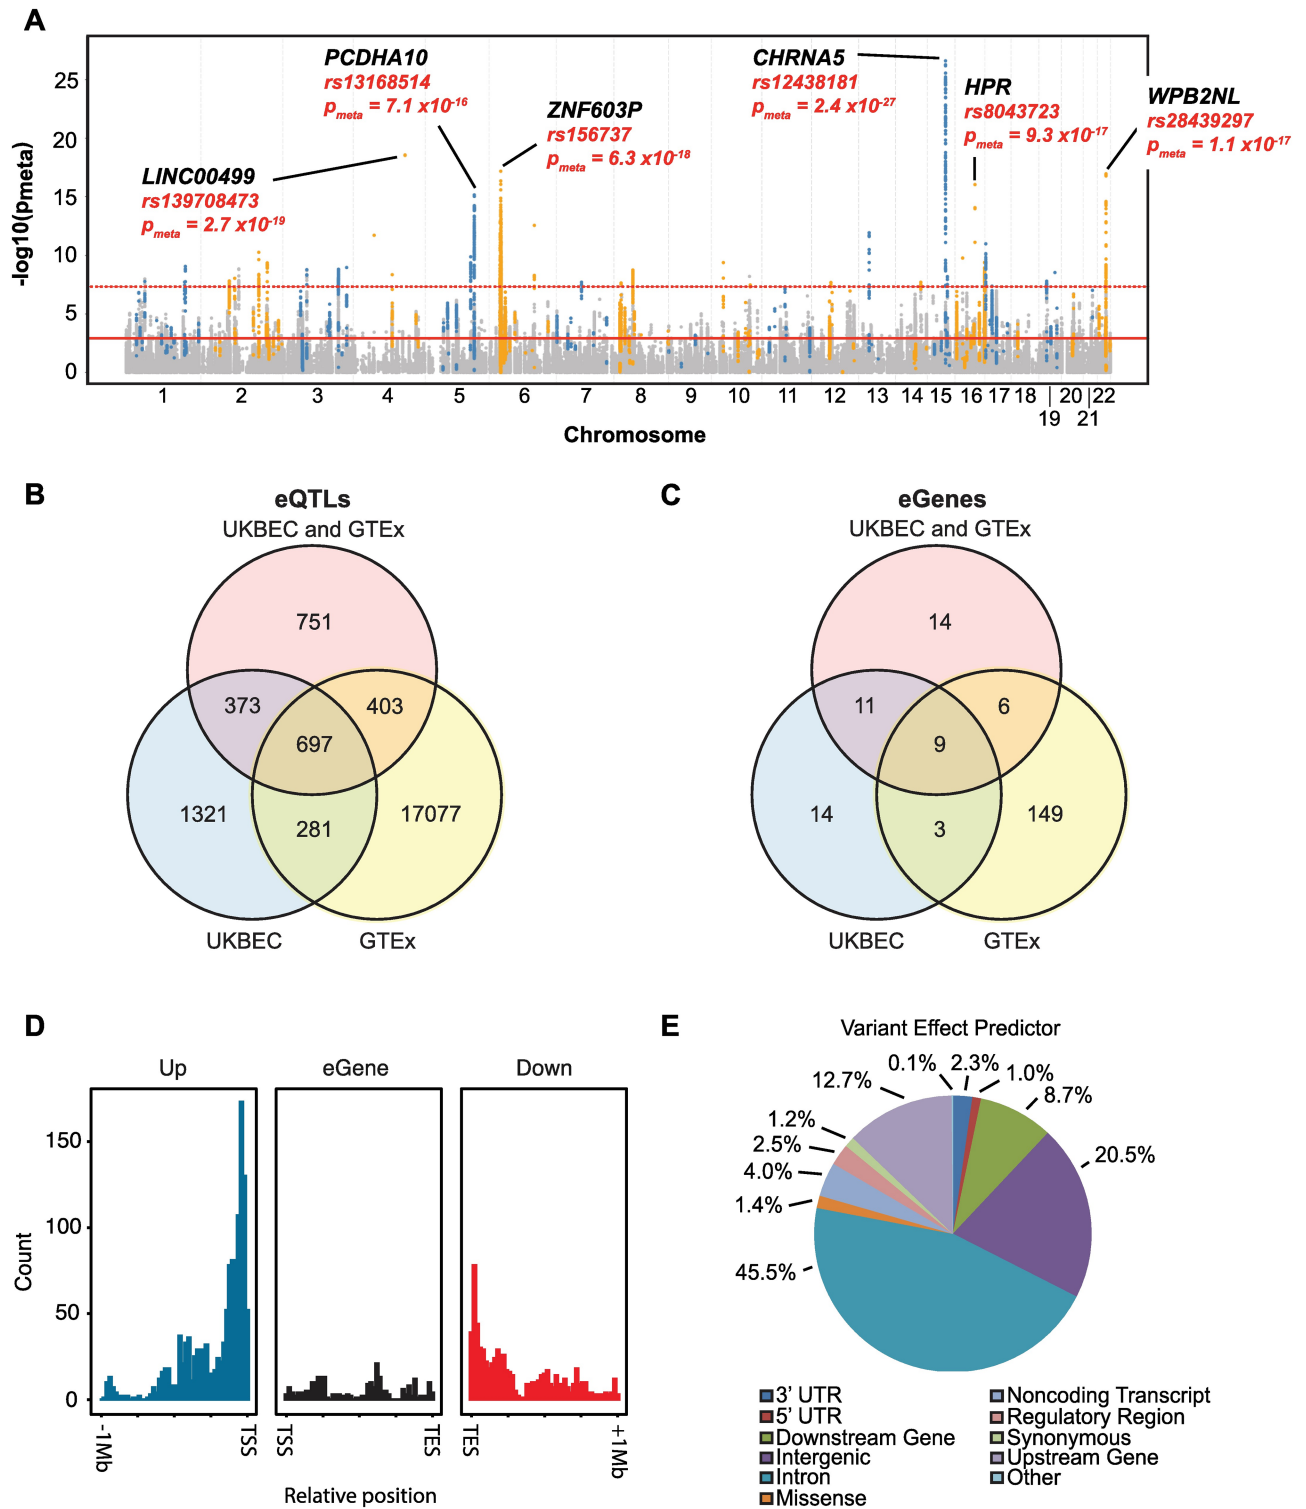 A
PCDHA10
rs13168514
pmeta = 7.1 x10-16
CHRNA5
rs12438181
pmeta = 2.4 x10-27
HPR
rs8043723
pmeta = 9.3 x10-17
WPB2NL
rs28439297
pmeta = 1.1 x10-17
ZNF603P
rs156737
pmeta = 6.3 x10-18
LINC00499
rs139708473
pmeta = 2.7 x10-19
-log10(pmeta)
25
20
15
10
5
0
1 2 3 4 5 6 7 8 9 10 11 12 13 14 15 16 17 18 19 20 21 22
Chromosome
B
eQTLs
UKBEC and GTEx
751
373
403
697
1321
281
17077
UKBEC
GTEx
C
eGenes
UKBEC and GTEx
14
11
6
9
14
3
149
UKBEC
GTEx
D
Up
eGene
Down
Count
150
100
50
0
-1Mb
TSS
TSS
TES
TES
+1Mb
Relative position
E
Variant Effect Predictor
0.1%
2.3%
1.0%
8.7%
20.5%
12.7%
1.2%
2.5%
4.0%
1.4%
45.5%
3' UTR
5' UTR
Downstream Gene
Intergenic
Intron
Missense
Noncoding Transcript
Regulatory Region
Synonymous
Upstream Gene
Other